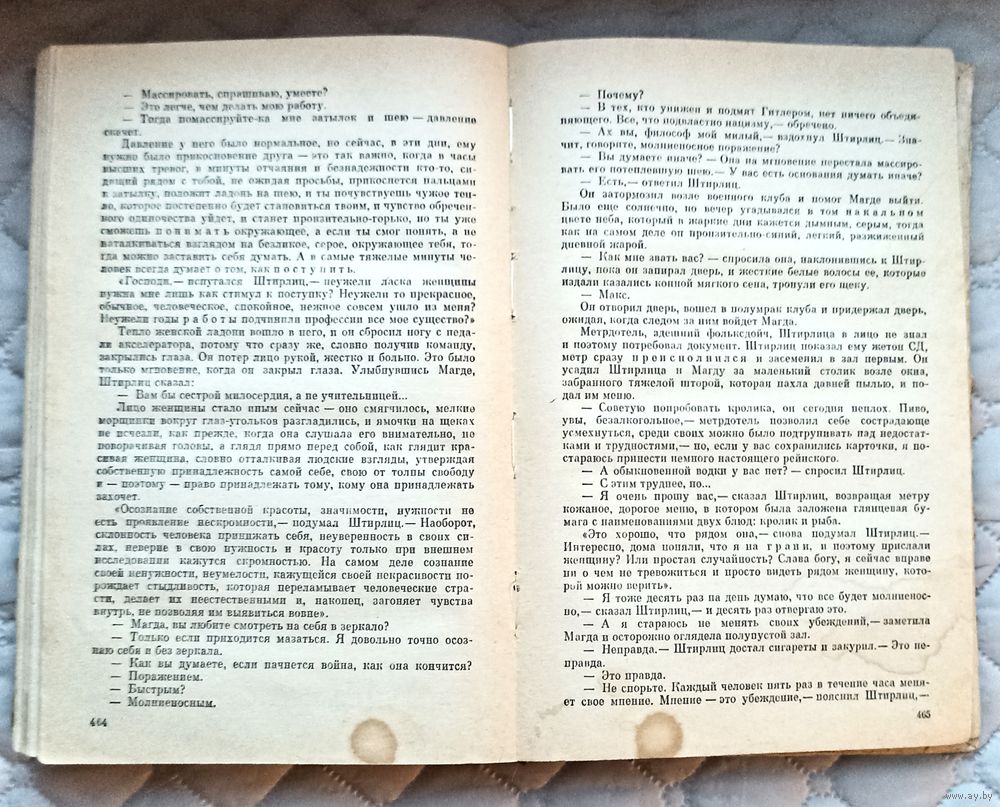 — Массировать, спрашиваю, умеете?
— Это легче, чем делать мою работу.
— Тогда помассируйте-ка мне затылок и шею — давление
скачет.
Давление у него было нормальное, но сейчас, в эти дни, ему
нужно было прикосновение друга — это так важно, когда в часы
высших тревог, в минуты отчаяния и безнадежности кто-то, си-
дящий рядом с тобой, не ожидая просьбы, прикоснется пальцами
к затылку, положит ладонь на шею, и ты почувствуешь чужое теп-
ло, которое постепенно будет становиться твоим, и чувство обречен-
ного одиночества уйдет, и станет пронзительно-горько, но ты уже
сможешь понимать окружающее, а если ты смог понять, а не
наталкиваться взглядом на безликое, серое, окружающее тебя, то-
гда можно заставить себя думать. А в самые тяжелые минуты че-
ловек всегда думает о том, как поступить.
«Господи,— испугался Штирлиц,— неужели ласка женщины
нужна мне лишь как стимул к поступку? Неужели то прекрасное,
обычное, человеческое, спокойное, нежное совсем ушло из меня?
Неужели годы работы подчинили профессии все мое существо?»
Тепло женской ладони вошло в него, и он сбросил ногу с педа-
ли акселератора, потому что сразу же, словно получив команду,
закрылись глаза. Он потер лицо рукой, жестко и больно. Это было
только мгновение, когда он закрыл глаза. Улыбнувшись Магде,
Штирлиц сказал:
— Вам бы сестрой милосердия, а не учительницей...
Лицо женщины стало иным сейчас — оно смягчилось, мелкие
морщинки вокруг глаз-угольков разгладились, и ямочки на щеках
не исчезли, как прежде, когда она слушала его внимательно, не
поворачивая головы, а глядя прямо перед собой, как глядит кра-
сивая женщина, словно отталкивая людские взгляды, утверждая
собственную принадлежность самой себе, свою от толпы свободу
и — поэтому — право принадлежать тому, кому она принадлежать
захочет.
«Осознание собственной красоты, значимости, нужности не
есть проявление нескромности,— подумал Штирлиц.— Наоборот,
склонность человека принижать себя, неуверенность в своих си-
лах, неверие в свою нужность и красоту только при внешнем
исследовании кажутся скромностью. На самом деле сознание
своей ненужности, неумелости, кажущейся своей некрасивости по-
рождает стыдливость, которая переламывает человеческие стра-
сти, делает их неестественными и, наконец, загоняет чувства
внутрь, не позволяя им выявиться вовне».
— Магда, вы любите смотреть на себя в зеркало?
— Только если приходится мазаться. Я довольно точно осоз-
наю себя и без зеркала.
— Как вы думаете, если начнется война, как она кончится?
— Поражением.
— Быстрым?
— Молниеносным.
464
— Почему?
— В тех, кто унижен и подмят Гитлером, нет ничего объеди-
няющего. Все, что подвластно нацизму,— обречено.
— Ах вы, философ мой милый,— вздохнул Штирлиц.— Зна-
чит, говорите, молниеносное поражение?
— Вы думаете иначе? — Она на мгновение перестала массиро-
вать его потеплевшую шею.— У вас есть основания думать иначе?
— Есть,— ответил Штирлиц.
Он затормозил возле военного клуба и помог Магде выйти.
Было еще солнечно, но вечер угадывался в том накальном
цвете неба, который в жаркие дни кажется дымным, серым, тогда
как на самом деле он пронзительно-синий, легкий, разжиженный
дневной жарой.
— Как мне звать вас? — спросила она, наклонившись к Штир-
лицу, пока он запирал дверь, и жесткие белые волосы ее, которые
издали казались копной мягкого сена, тронули его щеку.
— Макс.
Он отворил дверь, вошел в полумрак клуба и придержал дверь,
ожидая, когда следом за ним войдет Магда.
Метрдотель, здешний фольксдойч, Штирлица в лицо не знал
и поэтому потребовал документ. Штирлиц показал ему жетон СД,
метр сразу преисполнился и засеменил в зал первым. Он
усадил Штирлица и Магду за маленький столик возле окна,
забранного тяжелой шторой, которая пахла давней пылью, и по-
дал им меню.
— Советую попробовать кролика, он сегодня неплох. Пиво,
увы, безалкогольное,— метрдотель позволил себе сострадающе
усмехнуться, среди своих можно было подтрунивать над недостат-
ками и трудностями,— но, если у вас сохранились карточки, я по-
стараюсь принести немного настоящего рейнского.
— А обыкновенной водки у вас нет? — спросил Штирлиц.
— С этим труднее, но...
— Я очень прошу вас,— сказал Штирлиц, возвращая метру
кожаное, дорогое меню, в котором была заложена глянцевая бу-
мага с наименованиями двух блюд: кролик и рыба.
«Это хорошо, что рядом она,— снова подумал Штирлиц.—
Интересно, дома поняли, что я на грани, и поэтому прислали
женщину? Или простая случайность? Слава богу, я сейчас вправе
ни о чем не тревожиться и просто видеть рядом женщину, кото-
рой можно верить».
— Я тоже десять раз на день думаю, что все будет молниенос-
но,— сказал Штирлиц,— и десять раз отвергаю это.
— А я стараюсь не менять своих убеждений,— заметила
Магда и осторожно оглядела полупустой зал.
— Неправда.— Штирлиц достал сигареты и закурил.— Это не-
правда.
— Это правда.
— Не спорьте. Каждый человек пять раз в течение часа меня-
ет свое мнение. Мнение — это убеждение,— пояснил Штирлиц,—
465
www.ay.by